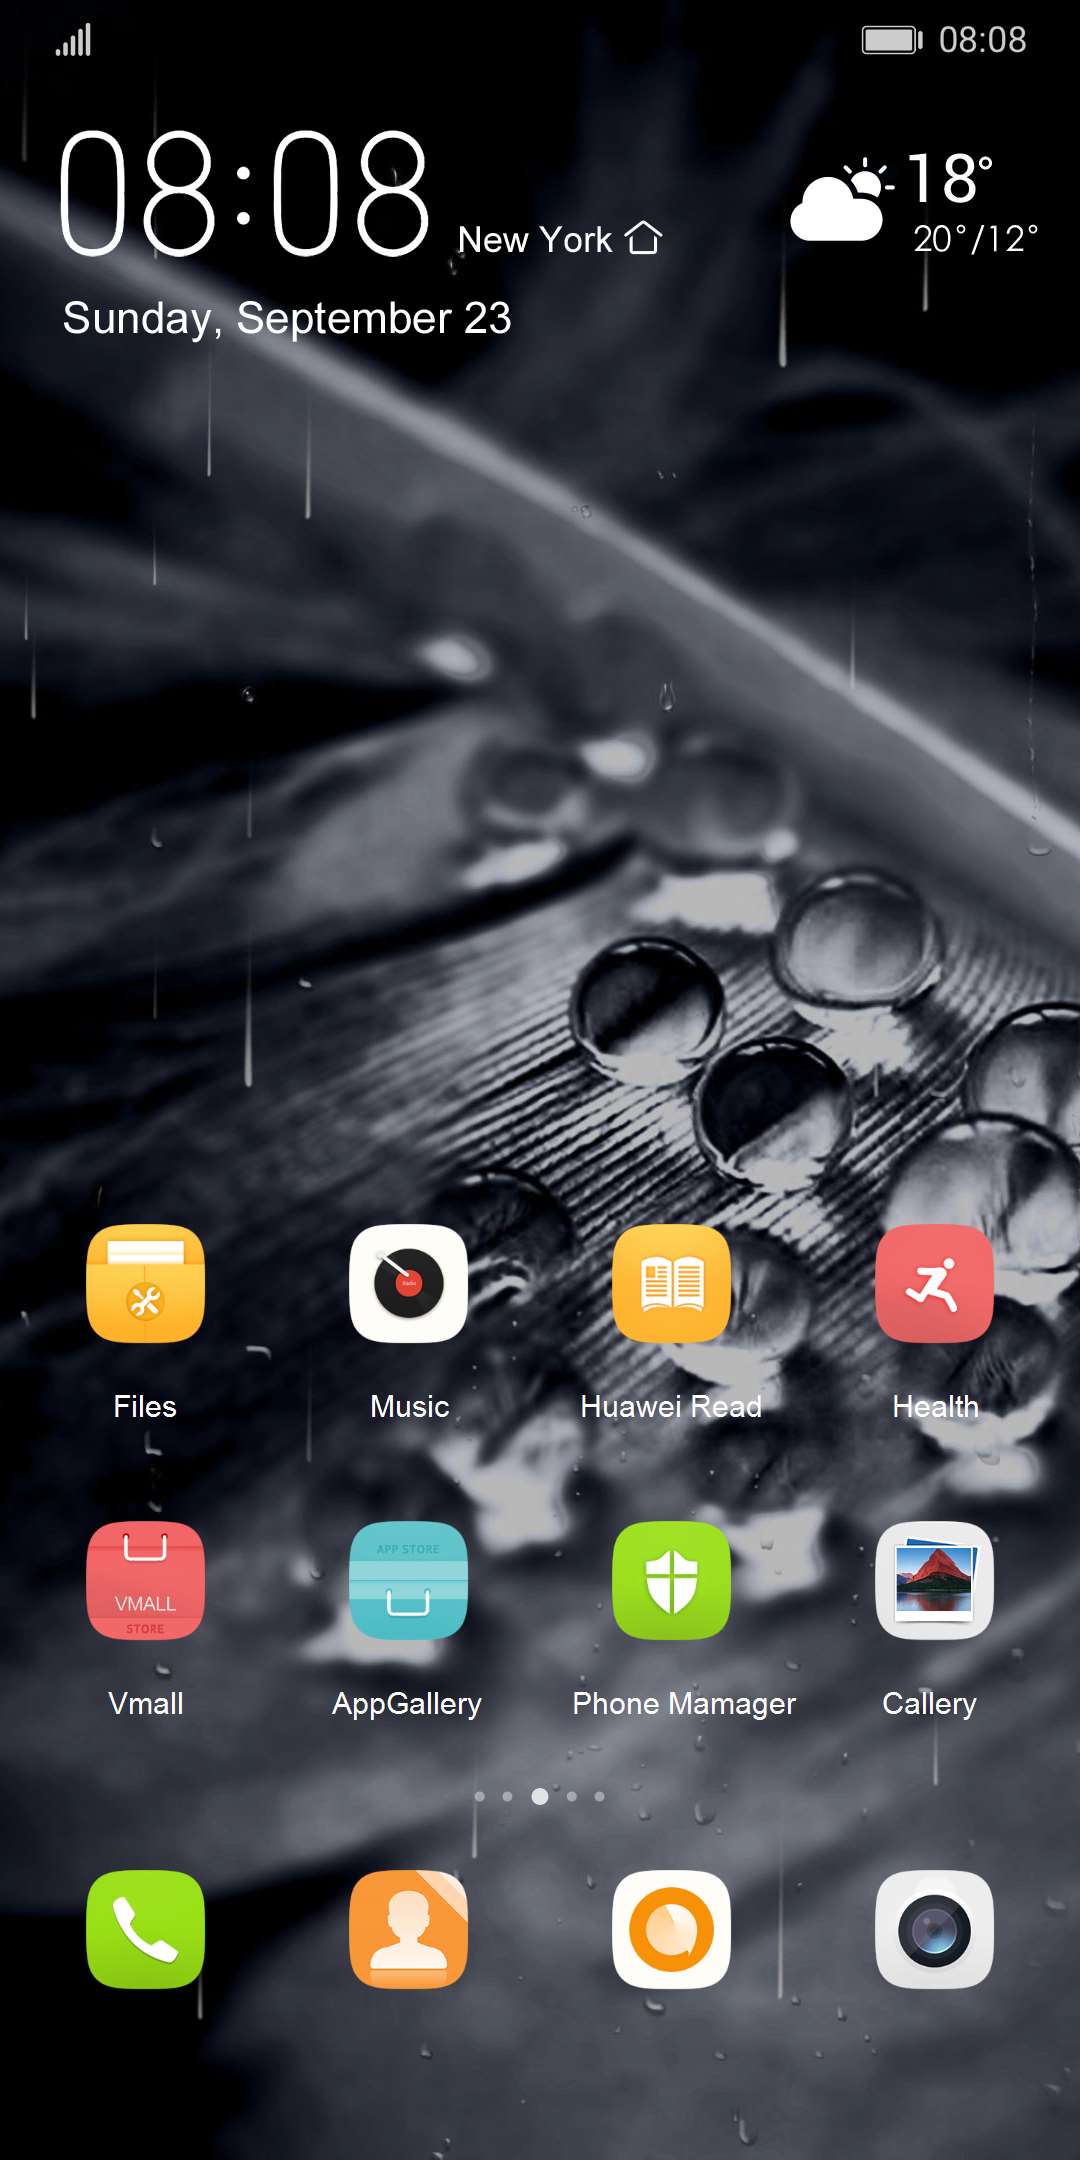 08:08
08:08
New York
18°
20°/12°
Sunday, September 23
Files
Music
Huawei Read
Health
VMALL
STORE
APP STORE
Vmall
AppGallery
Phone Mamager
Callery